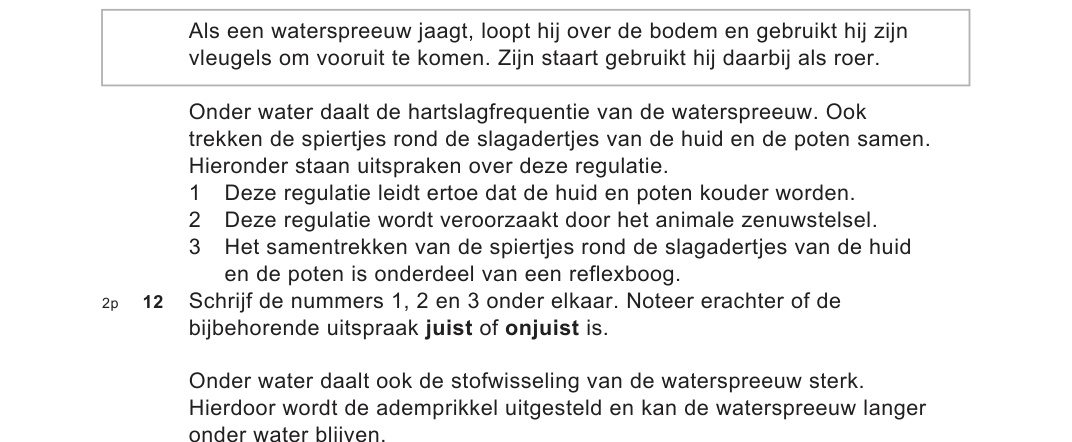 Als een waterspreeuw jaagt, loopt hij over de bodem en gebruikt hij zijn
vleugels om vooruit te komen. Zijn staart gebruikt hij daarbij als roer.
Onder water daalt de hartslagfrequentie van de waterspreeuw. Ook
trekken de spiertjes rond de slagadertjes van de huid en de poten samen.
Hieronder staan uitspraken over deze regulatie.
1 Deze regulatie leidt ertoe dat de huid en poten kouder worden.
2 Deze regulatie wordt veroorzaakt door het animale zenuwstelsel.
3 Het samentrekken van de spiertjes rond de slagadertjes van de huid
en de poten is onderdeel van een reflexboog.
2p 12 Schrijf de nummers 1, 2 en 3 onder elkaar. Noteer erachter of de
bijbehorende uitspraak juist of onjuist is.
Onder water daalt ook de stofwisseling van de waterspreeuw sterk.
Hierdoor wordt de ademprikkel uitgesteld en kan de waterspreeuw langer
onder water blijven.